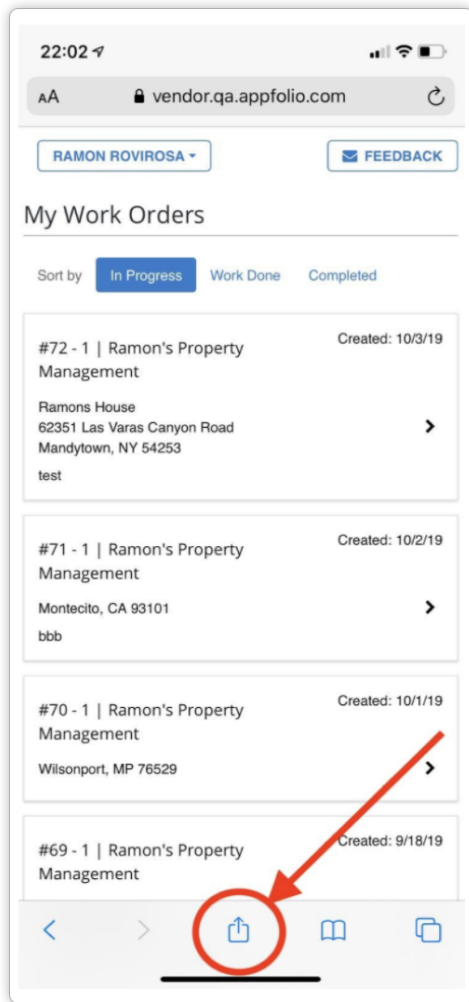 22:02
AA vendor.qa.appfolio.com
RAMON ROVIROSA
FEEDBACK
My Work Orders
Sort by In Progress Work Done Completed
#72 - 1 | Ramon's Property
Management
Created: 10/3/19
Ramons House
62351 Las Varas Canyon Road
Mandytown, NY 54253
test
#71 - 1 | Ramon's Property
Management
Created: 10/2/19
Montecito, CA 93101
bbb
#70 - 1 | Ramon's Property
Management
Created: 10/1/19
Wilsonport, MP 76529
#69 - 1 | Ramon's Property
Management
Created: 9/18/19